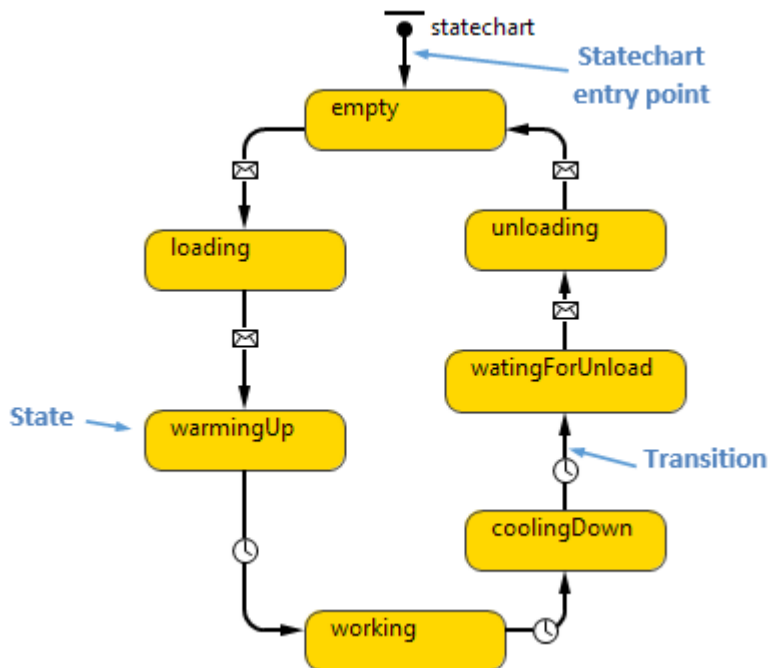 statechart
Statechart
entry point
empty
unloading
loading
watingForUnload
State
warmingUp
Transition
coolingDown
working